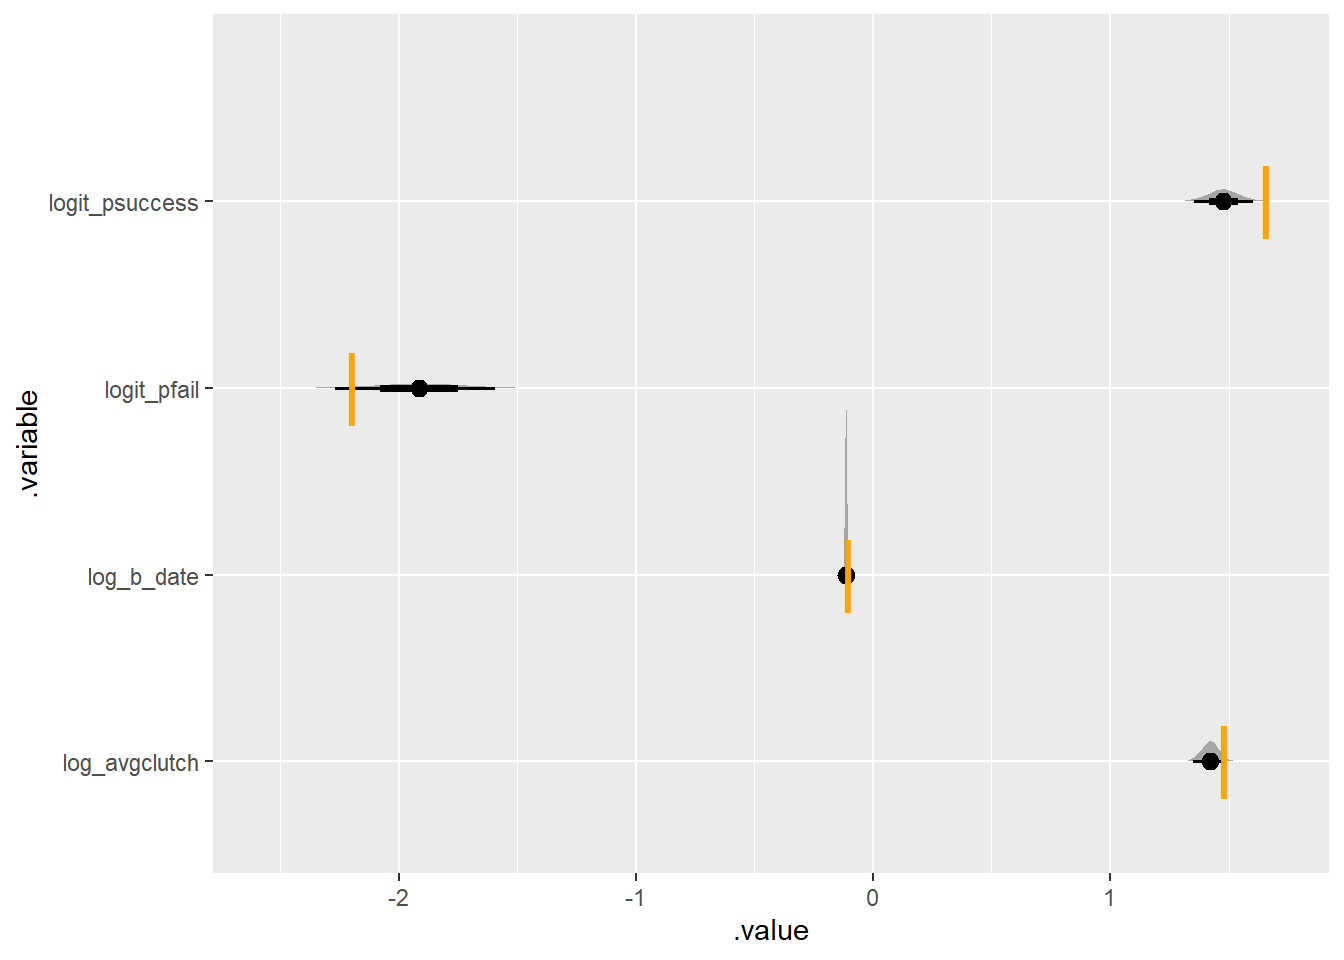 logit_psuccess
logit_pfail
log_b_date
log_avgclutch
.variable
-2 -1 0 1
.value